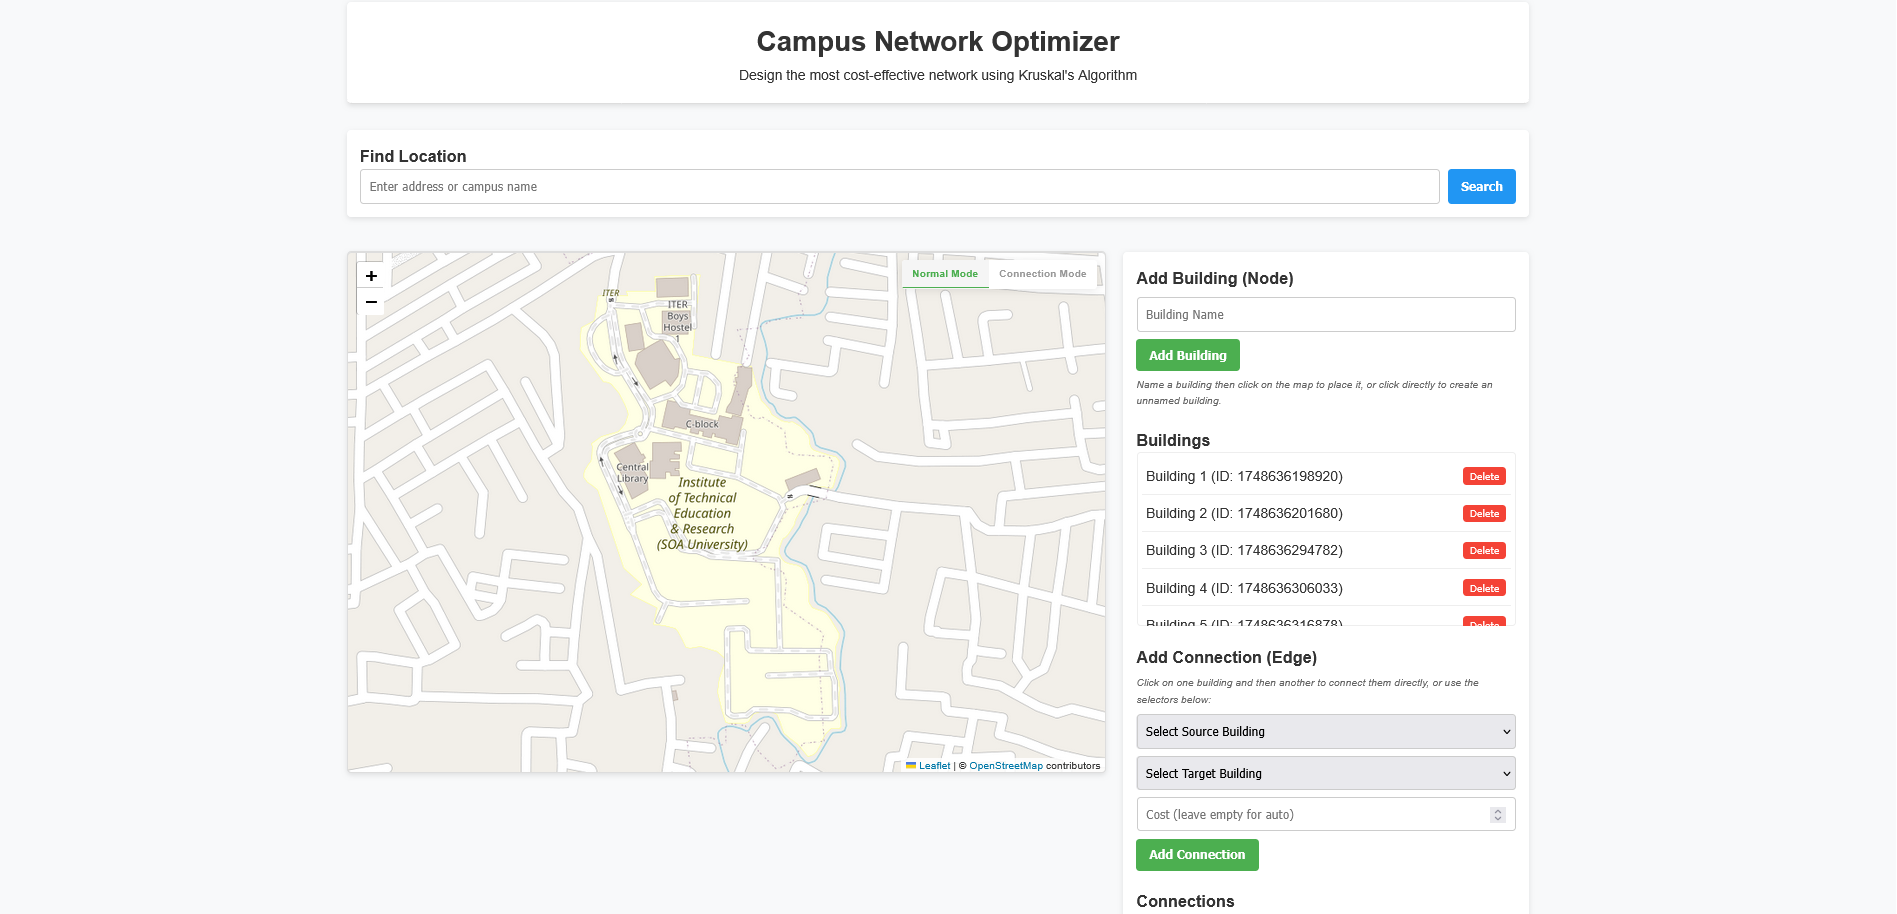 Campus Network Optimizer
Design the most cost-effective network using Kruskal's Algorithm
Find Location
Enter address or campus name
Search
+
−
Normal Mode
Connection Mode
ITER
ITER
Boys
Hostel
1
C-block
Central
Library
Institute
of Technical
Education
& Research
(SOA University)
Leaflet | © OpenStreetMap contributors
Add Building (Node)
Building Name
Add Building
Name a building then click on the map to place it, or click directly to create an
unnamed building.
Buildings
Building 1 (ID: 1748636198920) Delete
Building 2 (ID: 1748636201680) Delete
Building 3 (ID: 1748636294782) Delete
Building 4 (ID: 1748636306033) Delete
Building 5 (ID: 1748636316878) Delete
Add Connection (Edge)
Click on one building and then another to connect them directly, or use the
selectors below:
Select Source Building
Select Target Building
Cost (leave empty for auto)
Add Connection
Connections